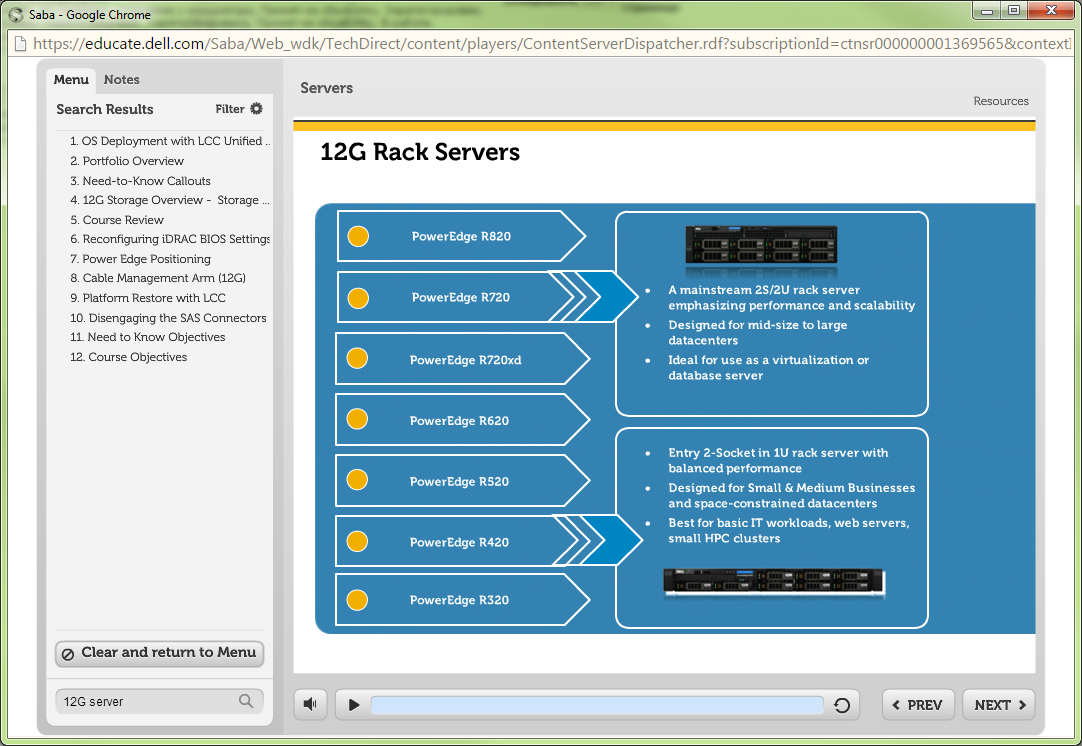 Saba - Google Chrome
https://educate.dell.com/Saba/Web_wdk/TechDirect/content/players/ContentServerDispatcher.rdf?subscriptionId=ctnsr000000001369565&context
Menu
Notes
Search Results
Filter
1. OS Deployment with LCC Unified ..
2. Portfolio Overview
3. Need-to-Know Callouts
4. 12G Storage Overview - Storage ...
5. Course Review
6. Reconfiguring iDRAC BIOS Settings
7. Power Edge Positioning
8. Cable Management Arm (12G)
9. Platform Restore with LCC
10. Disengaging the SAS Connectors
11. Need to Know Objectives
12. Course Objectives
Clear and return to Menu
12G server
Servers
Resources
12G Rack Servers
PowerEdge R820
PowerEdge R720
PowerEdge R720xd
PowerEdge R620
PowerEdge R520
PowerEdge R420
PowerEdge R320
• A mainstream 2S/2U rack server
emphasizing performance and scalability
• Designed for mid-size to large
datacenters
• Ideal for use as a virtualization or
database server
• Entry 2-Socket in 1U rack server with
balanced performance
• Designed for Small & Medium Businesses
and space-constrained datacenters
• Best for basic IT workloads, web servers,
small HPC clusters
PREV
NEXT